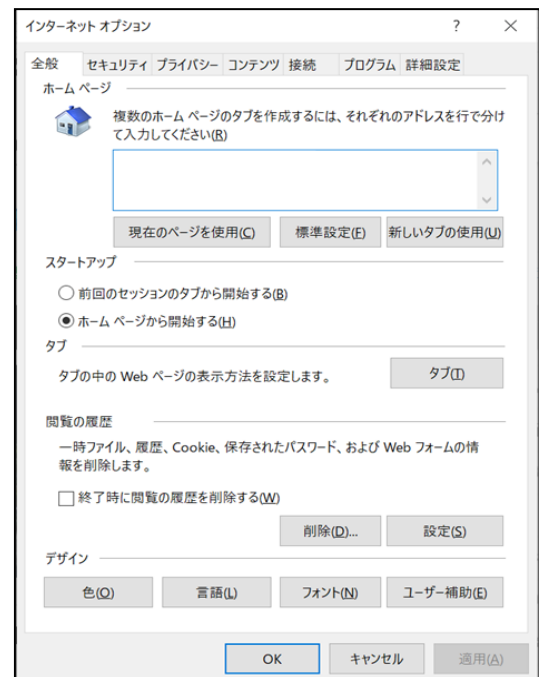 インターネット オプション ? ×
全般 セキュリティ プライバシー コンテンツ 接続 プログラム 詳細設定
ホーム ページ
複数のホーム ページのタブを作成するには、それぞれのアドレスを行で分け
て入力してください(R)
現在のページを使用(C) 標準設定(F) 新しいタブの使用(U)
スタートアップ
前回のセッションのタブから開始する(B)
ホーム ページから開始する(H)
タブ
タブの中の Web ページの表示方法を設定します。 タブ(T)
閲覧の履歴
一時ファイル、履歴、Cookie、保存されたパスワード、および Web フォームの情
報を削除します。
終了時に閲覧の履歴を削除する(W)
削除(D)... 設定(S)
デザイン
色(O) 言語(L) フォント(N) ユーザー補助(E)
OK キャンセル 適用(A)